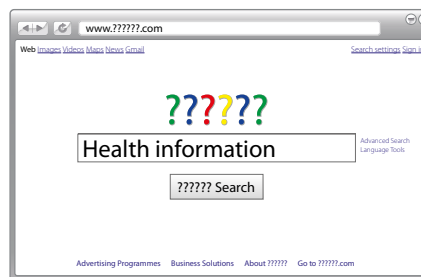 www.??????.com
Web Images Videos Maps News Gmail
Search settings Sign i
??????
Health information
Advanced Search
Language Tools
?????? Search
Advertising Programmes Business Solutions About ?????? Go to ??????.com